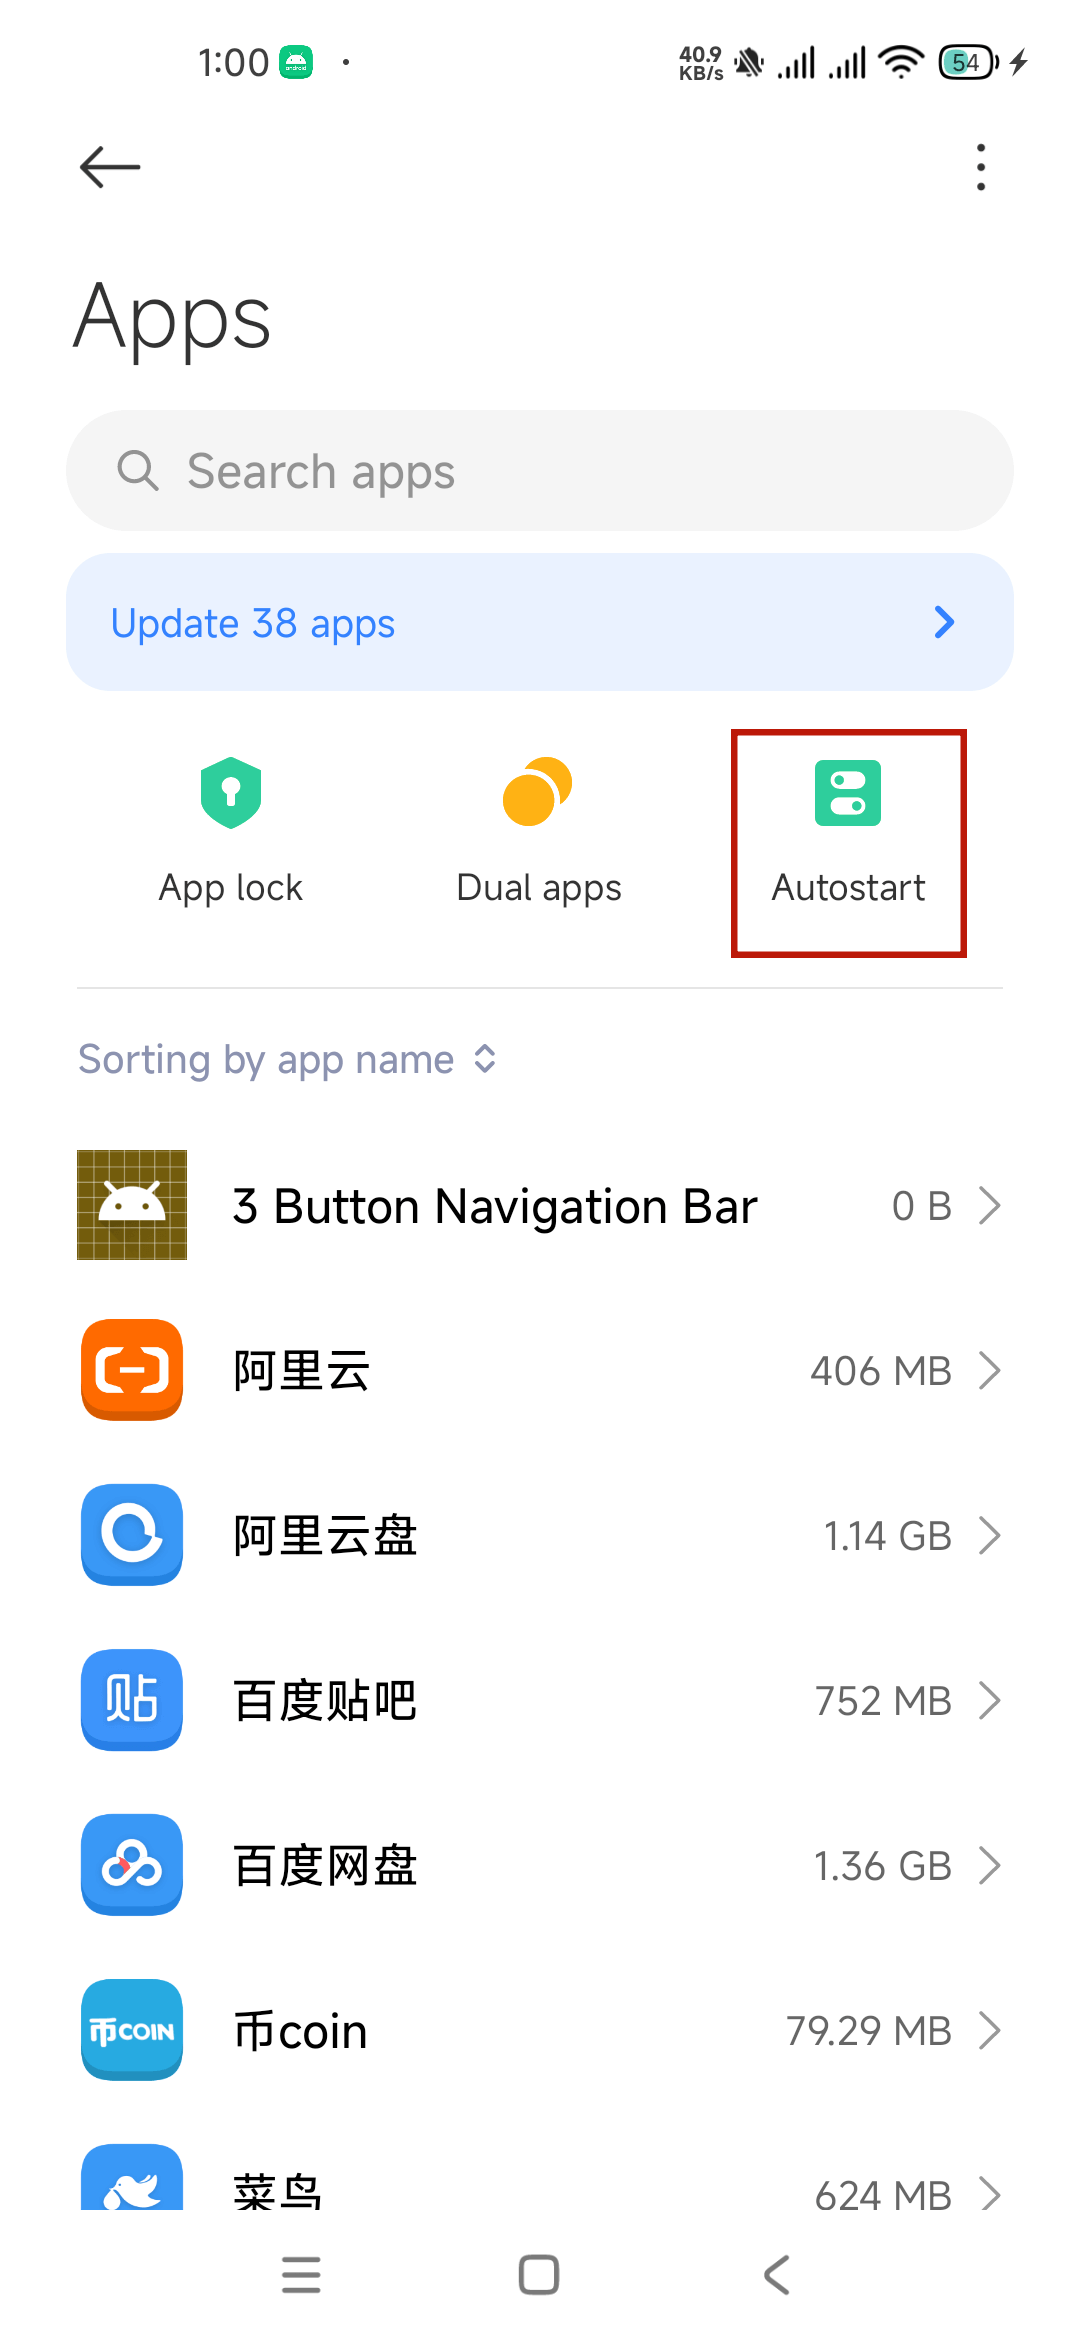 1:00
40.9
KB/s
54
Apps
Search apps
Update 38 apps
App lock
Dual apps
Autostart
Sorting by app name
3 Button Navigation Bar
0 B
阿里云
406 MB
阿里云盘
1.14 GB
贴
百度贴吧
752 MB
百度网盘
1.36 GB
币COIN
币coin
79.29 MB
菜鸟
624 MB